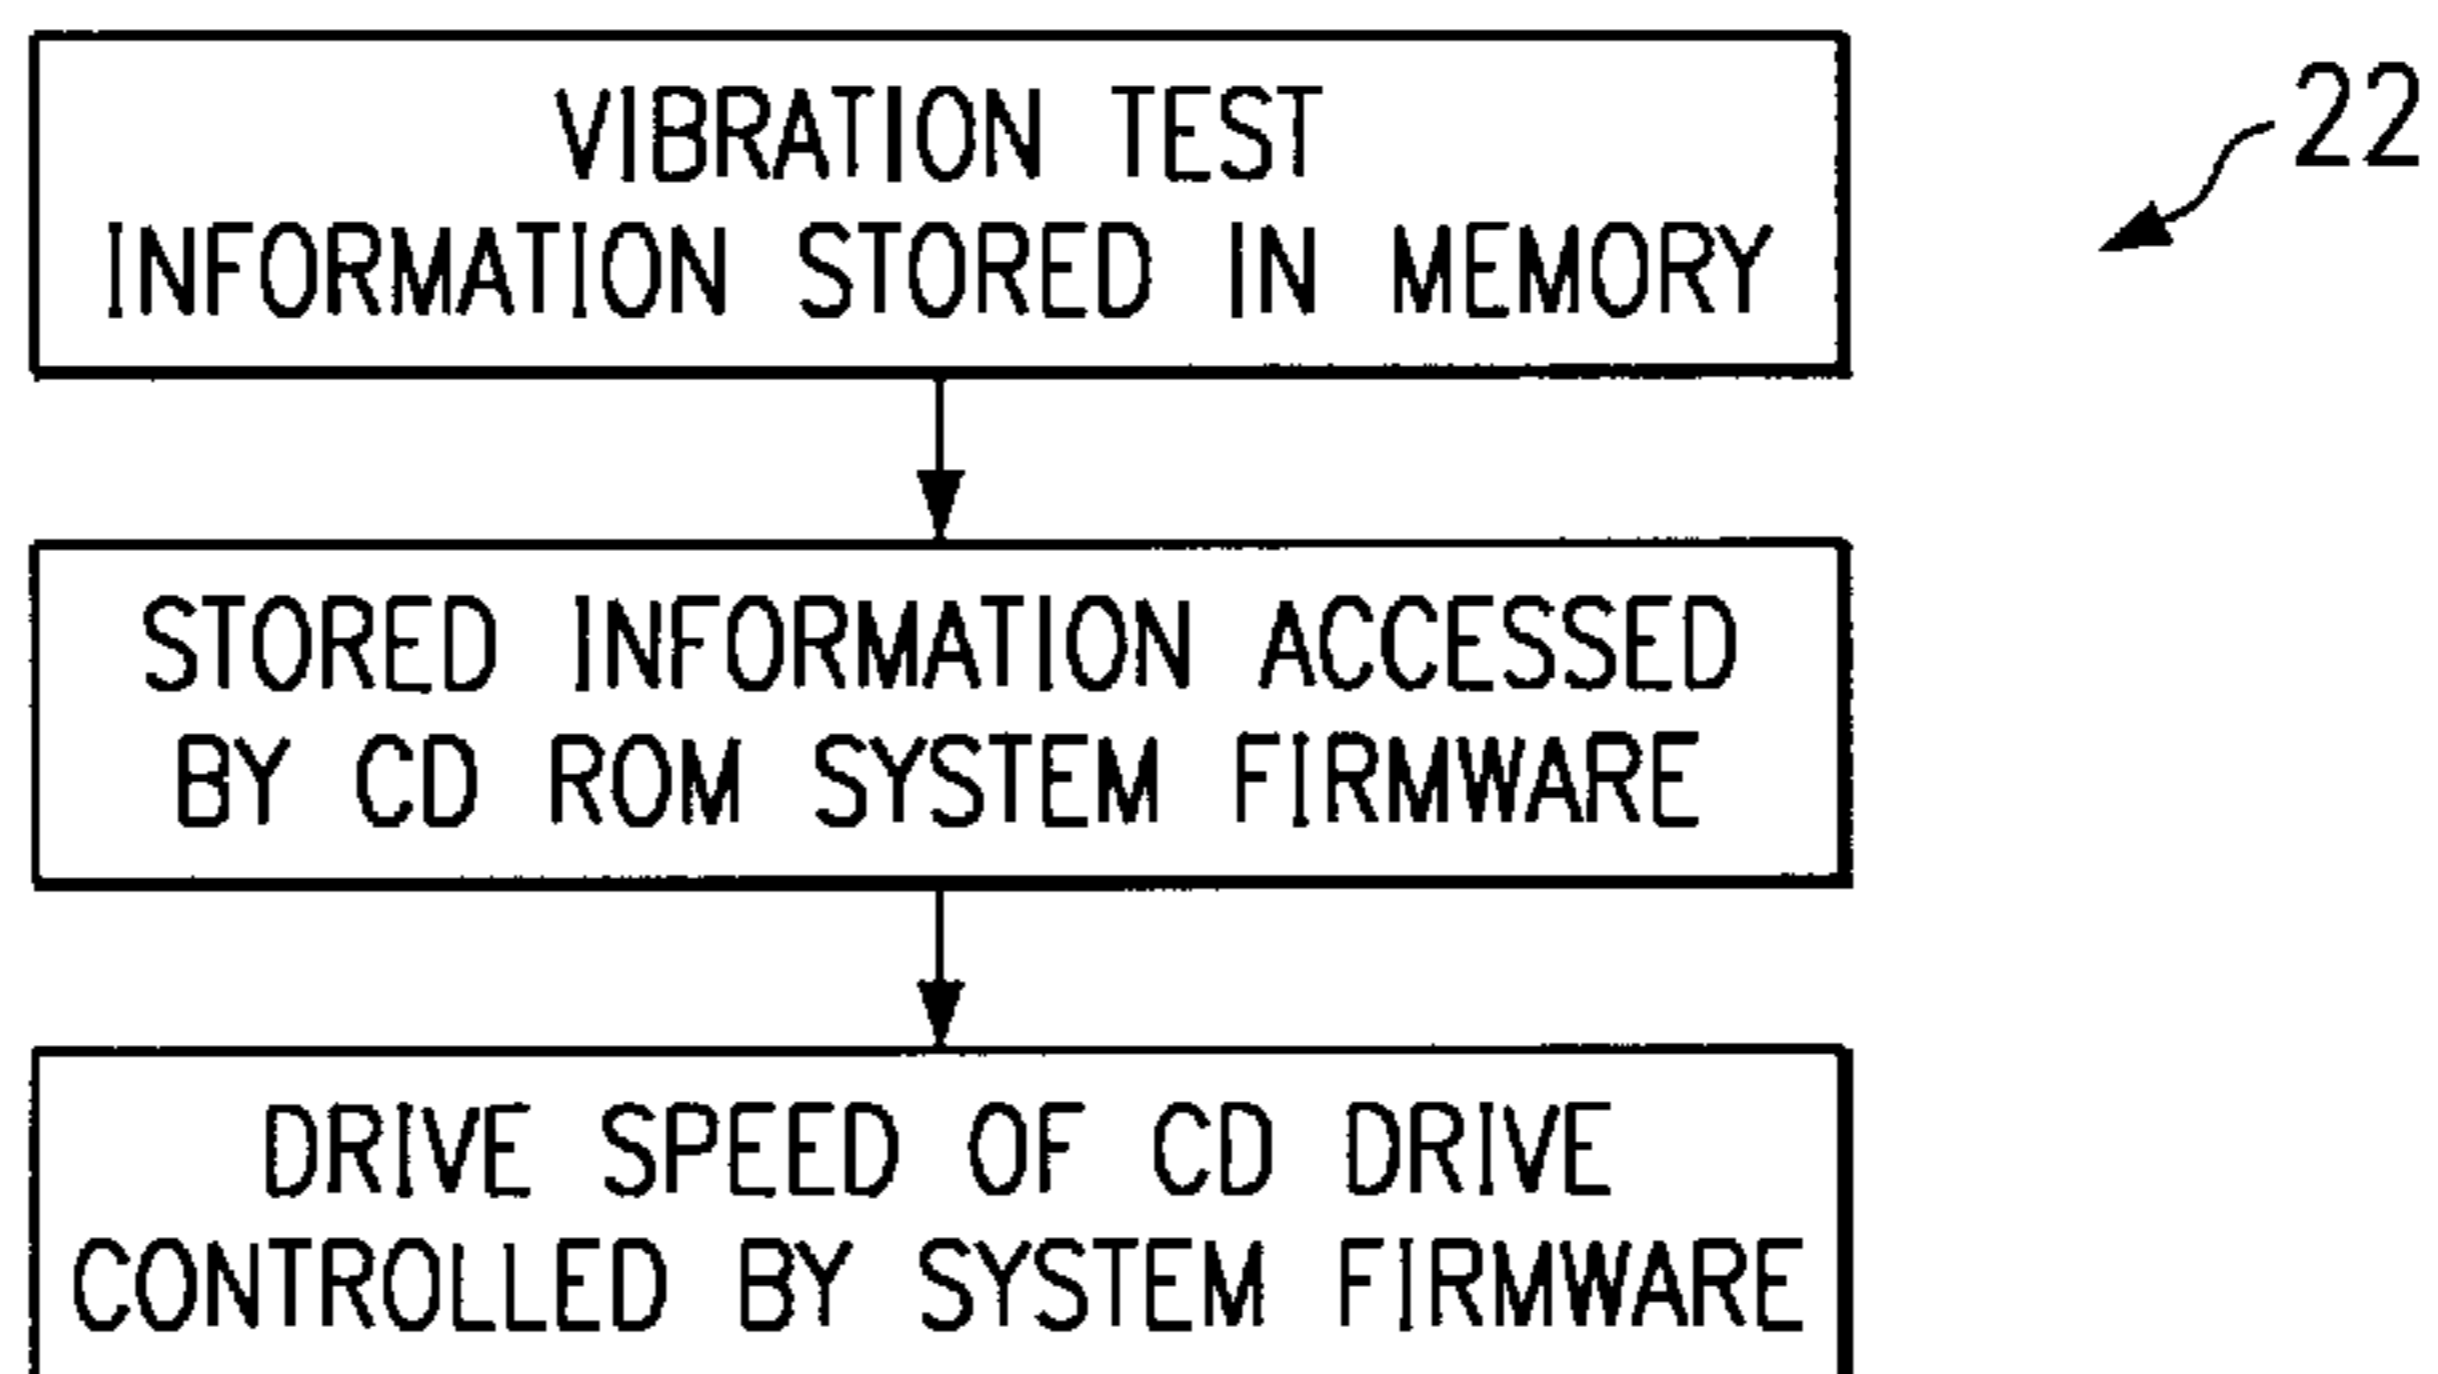 VIBRATION TEST
INFORMATION STORED IN MEMORY
22
STORED INFORMATION ACCESSED
BY CD ROM SYSTEM FIRMWARE
DRIVE SPEED OF CD DRIVE
CONTROLLED BY SYSTEM FIRMWARE